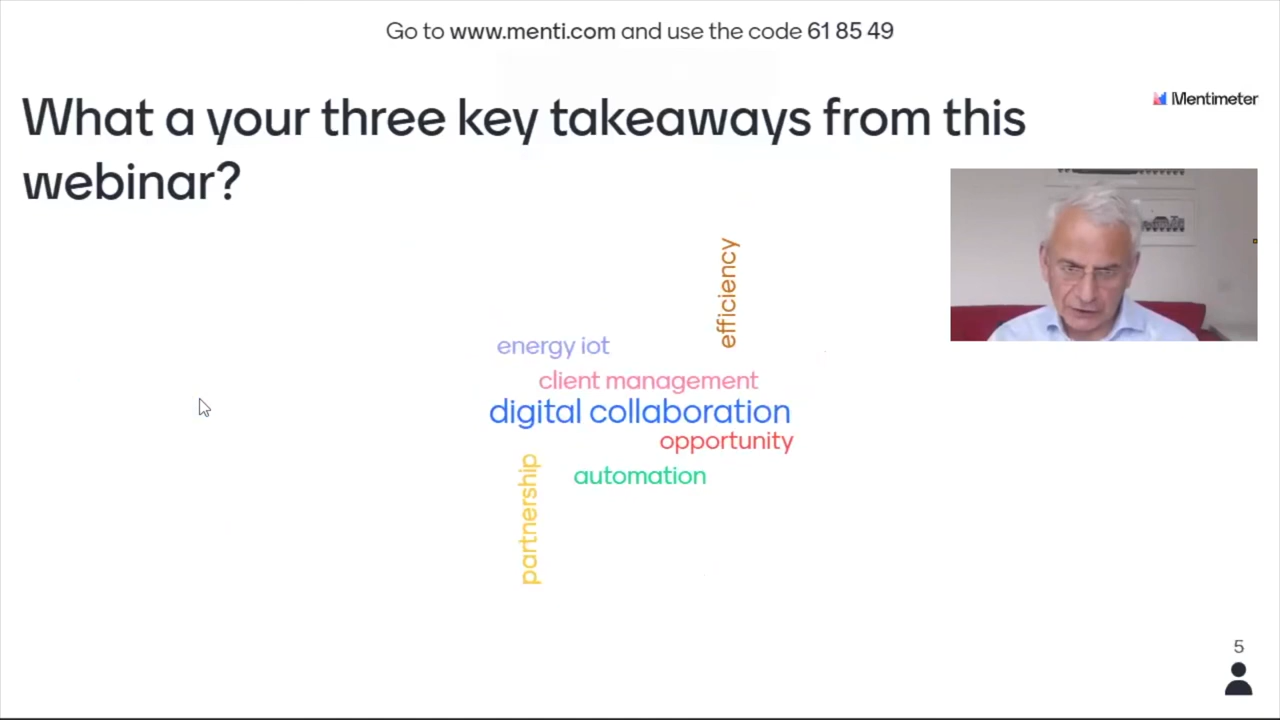 Go to www.menti.com and use the code 61 85 49
Mentimeter
What a your three key takeaways from this
webinar?
efficiency
energy iot
client management
digital collaboration
opportunity
automation
partnership
5